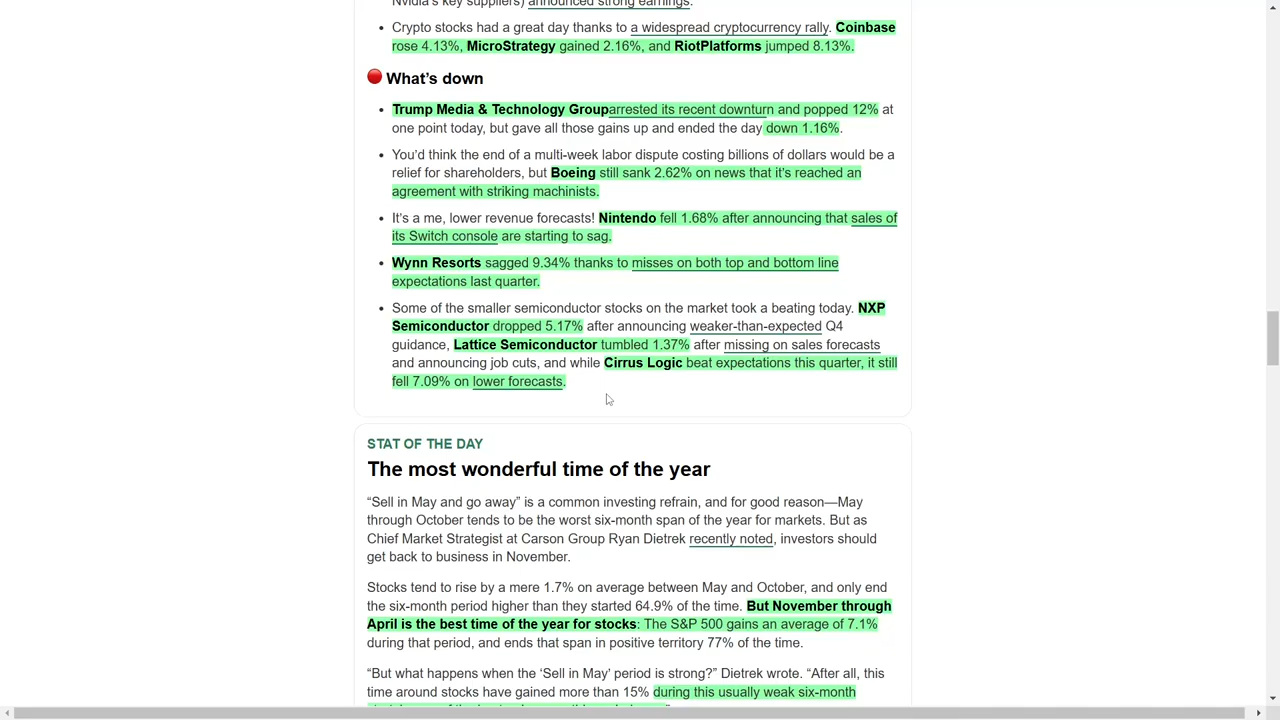 Nvidia's key suppliers) announced strong earnings.
• Crypto stocks had a great day thanks to a widespread cryptocurrency rally. Coinbase
rose 4.13%, MicroStrategy gained 2.16%, and RiotPlatforms jumped 8.13%.
What’s down
• Trump Media & Technology Grouparrested its recent downturn and popped 12% at
one point today, but gave all those gains up and ended the day down 1.16%.
• You’d think the end of a multi-week labor dispute costing billions of dollars would be a
relief for shareholders, but Boeing still sank 2.62% on news that it's reached an
agreement with striking machinists.
• It’s a me, lower revenue forecasts! Nintendo fell 1.68% after announcing that sales of
its Switch console are starting to sag.
• Wynn Resorts sagged 9.34% thanks to misses on both top and bottom line
expectations last quarter.
• Some of the smaller semiconductor stocks on the market took a beating today. NXP
Semiconductor dropped 5.17% after announcing weaker-than-expected Q4
guidance, Lattice Semiconductor tumbled 1.37% after missing on sales forecasts
and announcing job cuts, and while Cirrus Logic beat expectations this quarter, it still
fell 7.09% on lower forecasts.
STAT OF THE DAY
The most wonderful time of the year
“Sell in May and go away” is a common investing refrain, and for good reason—May
through October tends to be the worst six-month span of the year for markets. But as
Chief Market Strategist at Carson Group Ryan Dietrek recently noted, investors should
get back to business in November.
Stocks tend to rise by a mere 1.7% on average between May and October, and only end
the six-month period higher than they started 64.9% of the time. But November through
April is the best time of the year for stocks: The S&P 500 gains an average of 7.1%
during that period, and ends that span in positive territory 77% of the time.
“But what happens when the ‘Sell in May’ period is strong?” Dietrek wrote. “After all, this
time around stocks have gained more than 15% during this usually weak six-month